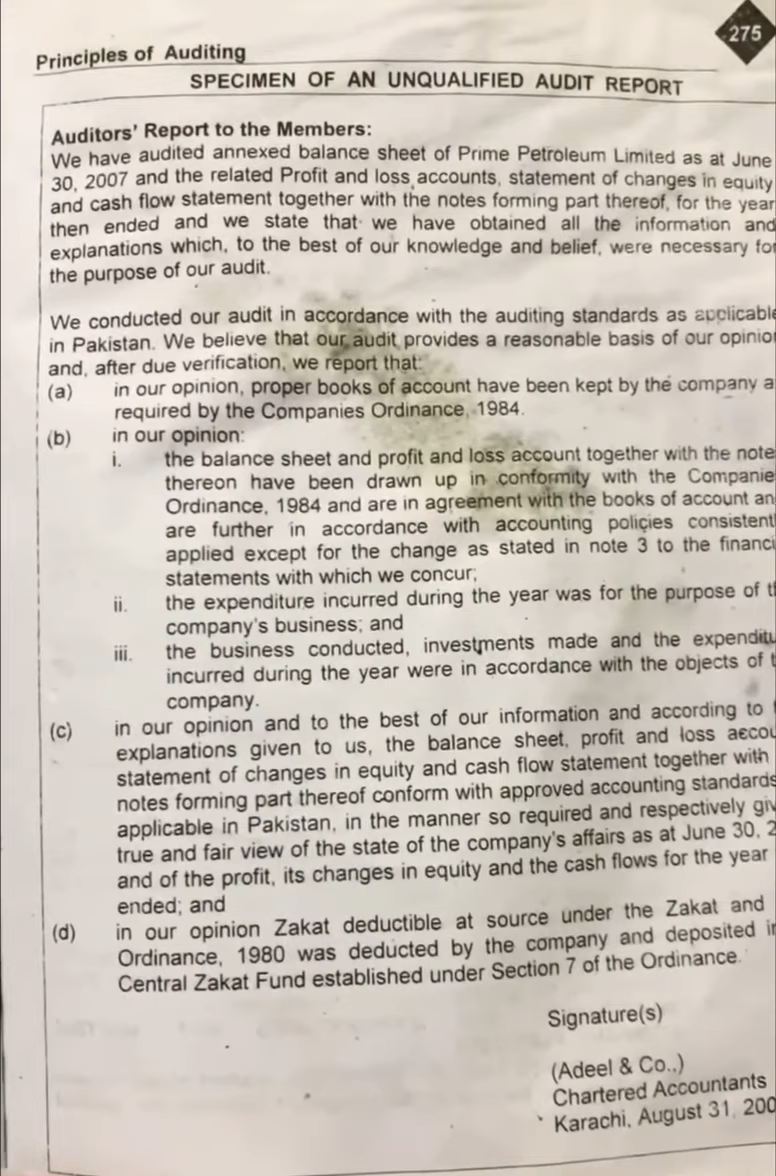 275
Principles of Auditing
SPECIMEN OF AN UNQUALIFIED AUDIT REPORT
Auditors' Report to the Members:
We have audited annexed balance sheet of Prime Petroleum Limited as at June
30, 2007 and the related Profit and loss accounts, statement of changes in equity
and cash flow statement together with the notes forming part thereof, for the year
then ended and we state that we have obtained all the information and
explanations which, to the best of our knowledge and belief, were necessary for
the purpose of our audit.
We conducted our audit in accordance with the auditing standards as applicable
in Pakistan. We believe that our audit provides a reasonable basis of our opinio
and, after due verification, we report that:
(a) in our opinion, proper books of account have been kept by the company a
required by the Companies Ordinance, 1984.
(b) in our opinion:
i. the balance sheet and profit and loss account together with the note
thereon have been drawn up in conformity with the Companie
Ordinance, 1984 and are in agreement with the books of account an
are further in accordance with accounting policies consistent
applied except for the change as stated in note 3 to the financi
statements with which we concur;
ii. the expenditure incurred during the year was for the purpose of t
company's business; and
iii. the business conducted, investments made and the expenditu
incurred during the year were in accordance with the objects of t
company.
(c) in our opinion and to the best of our information and according to
explanations given to us, the balance sheet, profit and loss accou
statement of changes in equity and cash flow statement together with
notes forming part thereof conform with approved accounting standards
applicable in Pakistan, in the manner so required and respectively giv
true and fair view of the state of the company's affairs as at June 30, 2
and of the profit, its changes in equity and the cash flows for the year
ended; and
(d) in our opinion Zakat deductible at source under the Zakat and
Ordinance, 1980 was deducted by the company and deposited in
Central Zakat Fund established under Section 7 of the Ordinance.
Signature(s)
(Adeel & Co..)
Chartered Accountants
Karachi, August 31, 200